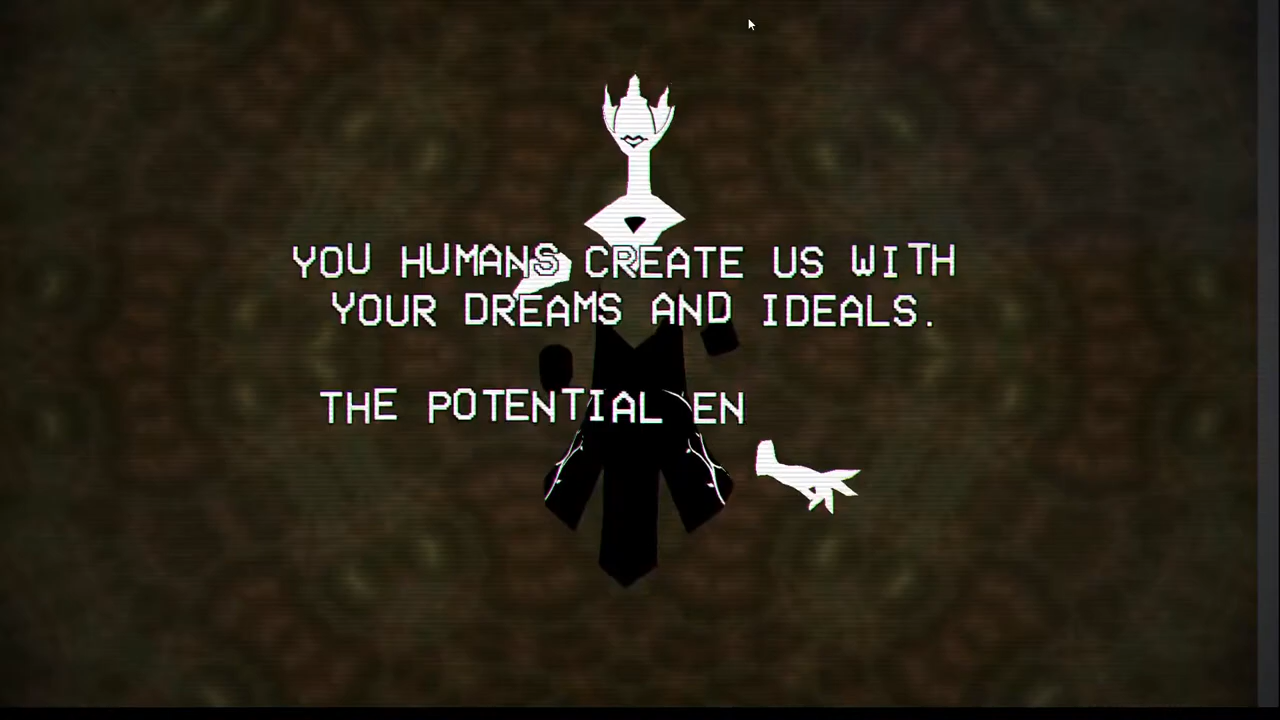 YOU HUMANS CREATE US WITH
YOUR DREAMS AND IDEALS.
THE POTENTIAL EN